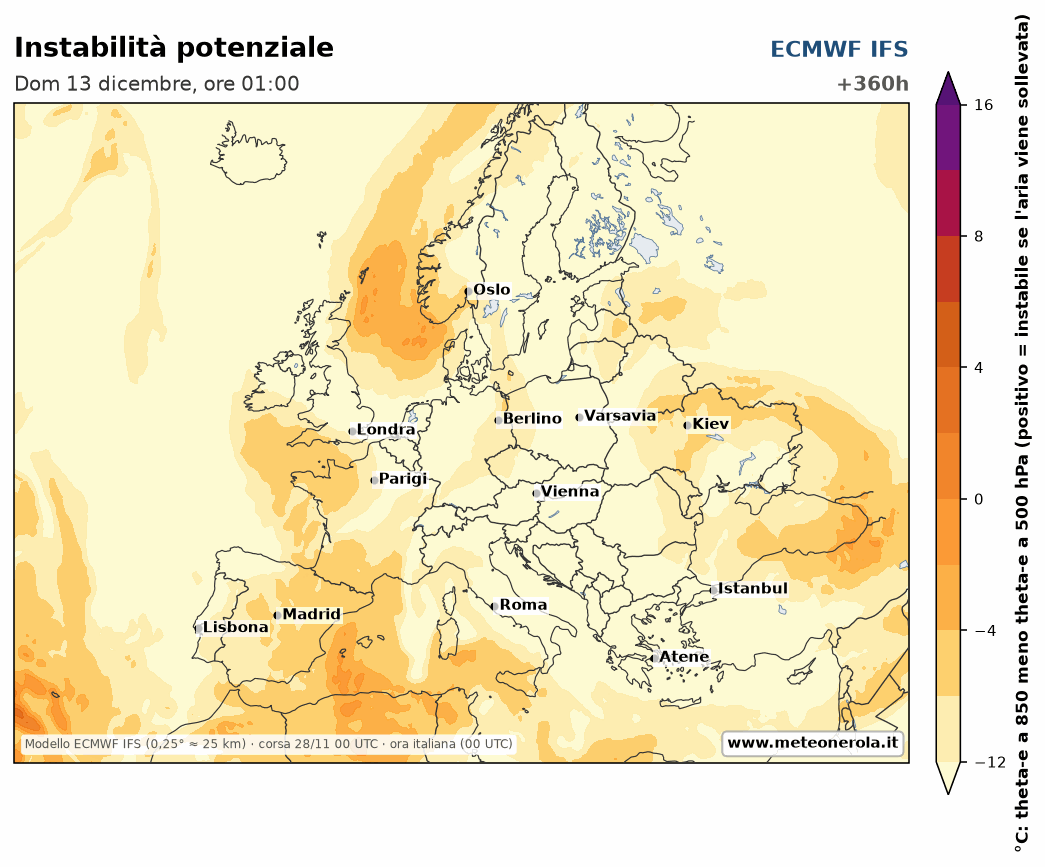 Instabilità potenziale
ECMWF IFS
Dom 13 dicembre, ore 01:00
+360h
16
8
4
0
−4
−12
°C: theta-e a 850 meno theta-e a 500 hPa (positivo = instabile se l'aria viene sollevata)
Oslo
Berlino
Varsavia
Londra
Kiev
Parigi
Vienna
Istanbul
Roma
Madrid
Lisbona
Atene
Modello ECMWF IFS (0,25° ≈ 25 km) · corsa 28/11 00 UTC · ora italiana (00 UTC)
www.meteonerola.it